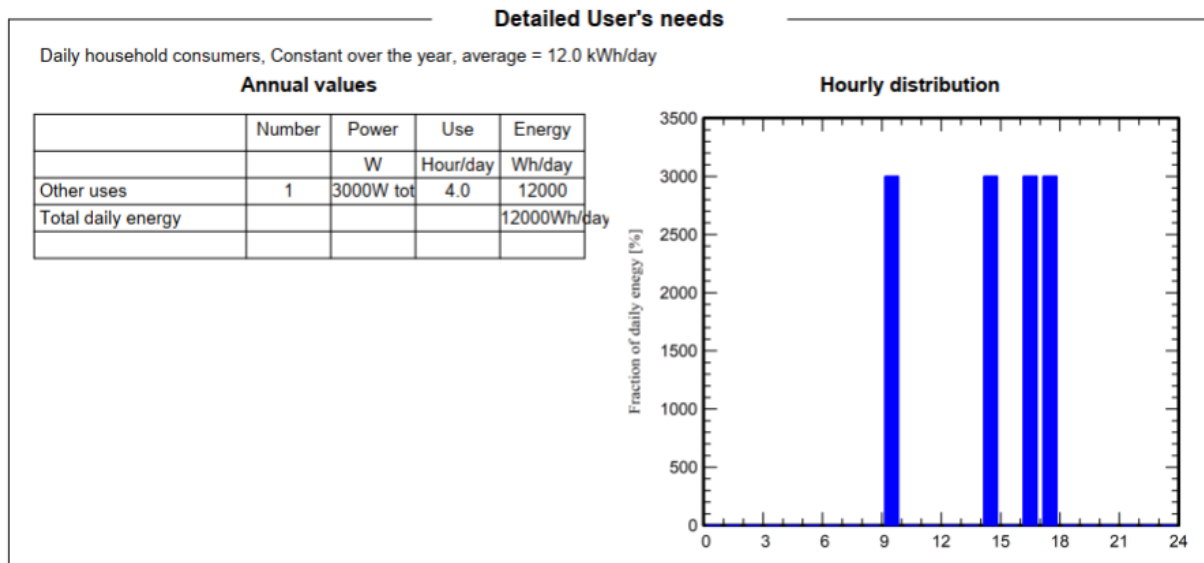 Detailed User's needs
Daily household consumers, Constant over the year, average = 12.0 kWh/day
Annual values
Number Power Use Energy
W Hour/day Wh/day
Other uses 1 3000W tot 4.0 12000
Total daily energy 12000Wh/day
Hourly distribution
Fraction of daily enegy [%]
3500
3000
2500
2000
1500
1000
500
0
0 3 6 9 12 15 18 21 24